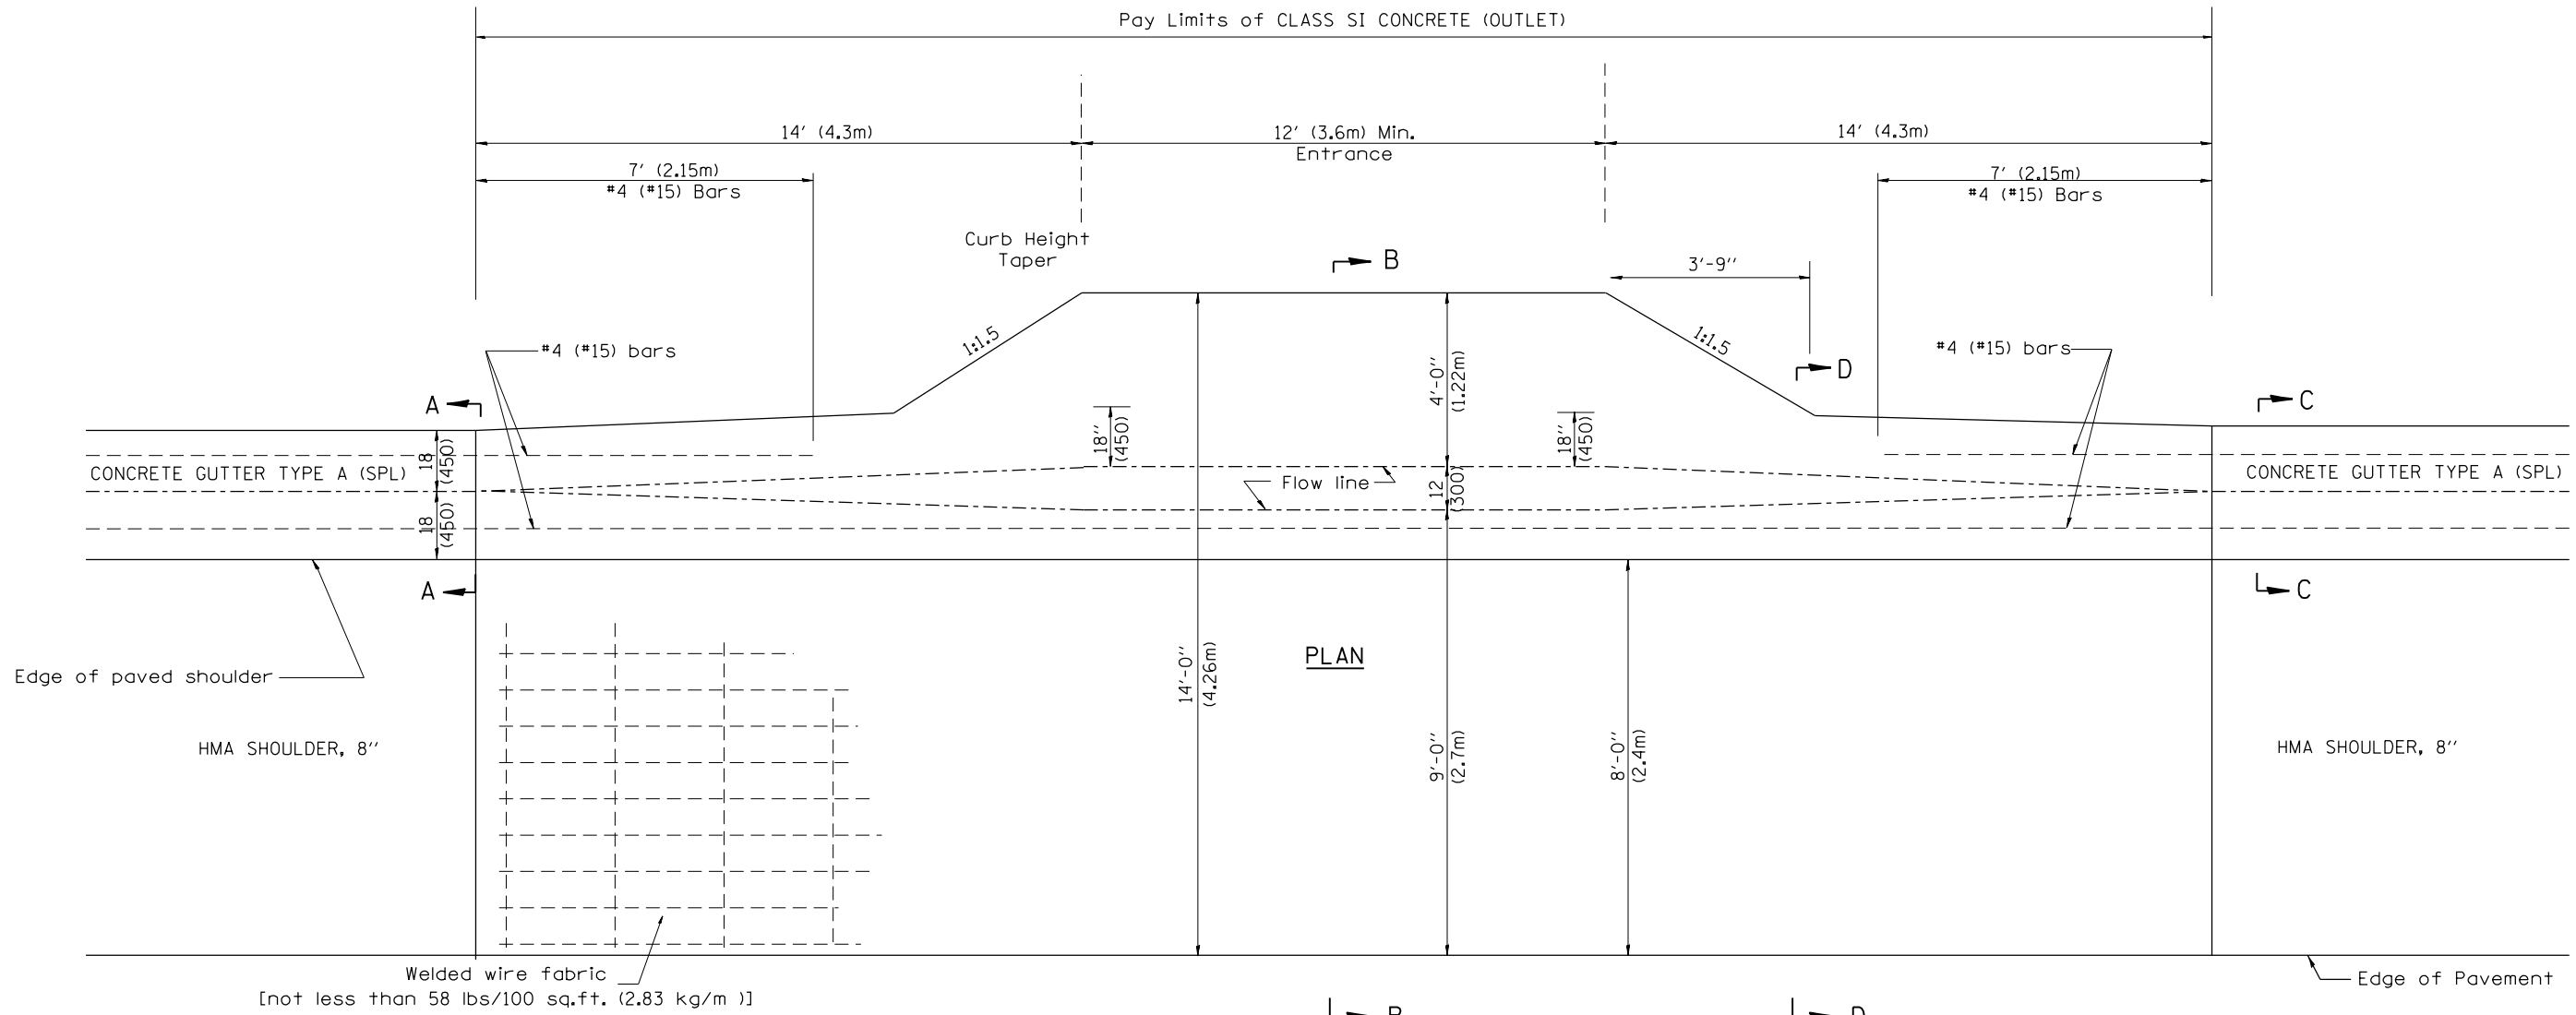 Pay Limits of CLASS SI CONCRETE (OUTLET)
14' (4.3m)
12' (3.6m) Min.
Entrance
14' (4.3m)
7' (2.15m)
#4 (#15) Bars
7' (2.15m)
#4 (#15) Bars
Curb Height
Taper
B
3'-9''
1:1.5
1:1.5
#4 (#15) bars
#4 (#15) bars
4'-0''
(1.22m)
D
A
C
18''
(450)
18''
(450)
18
(450)
CONCRETE GUTTER TYPE A (SPL)
Flow line
12
(300)
CONCRETE GUTTER TYPE A (SPL)
18
(450)
A
C
PLAN
Edge of paved shoulder
14'-0''
(4.26m)
9'-0''
(2.7m)
8'-0''
(2.4m)
HMA SHOULDER, 8''
HMA SHOULDER, 8''
Welded wire fabric
[not less than 58 lbs/100 sq.ft. (2.83 kg/m )]
Edge of Pavement
B
D